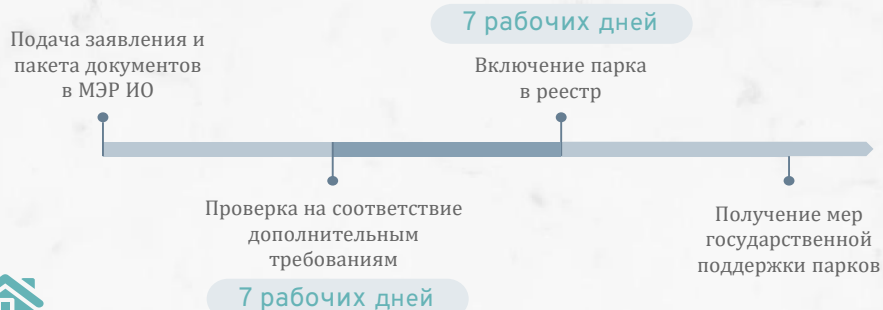 Подача заявления и
пакета документов
в МЭР ИО
7 рабочих дней
Включение парка
в реестр
Проверка на соответствие
дополнительным
требованиям
7 рабочих дней
Получение мер
государственной
поддержки парков